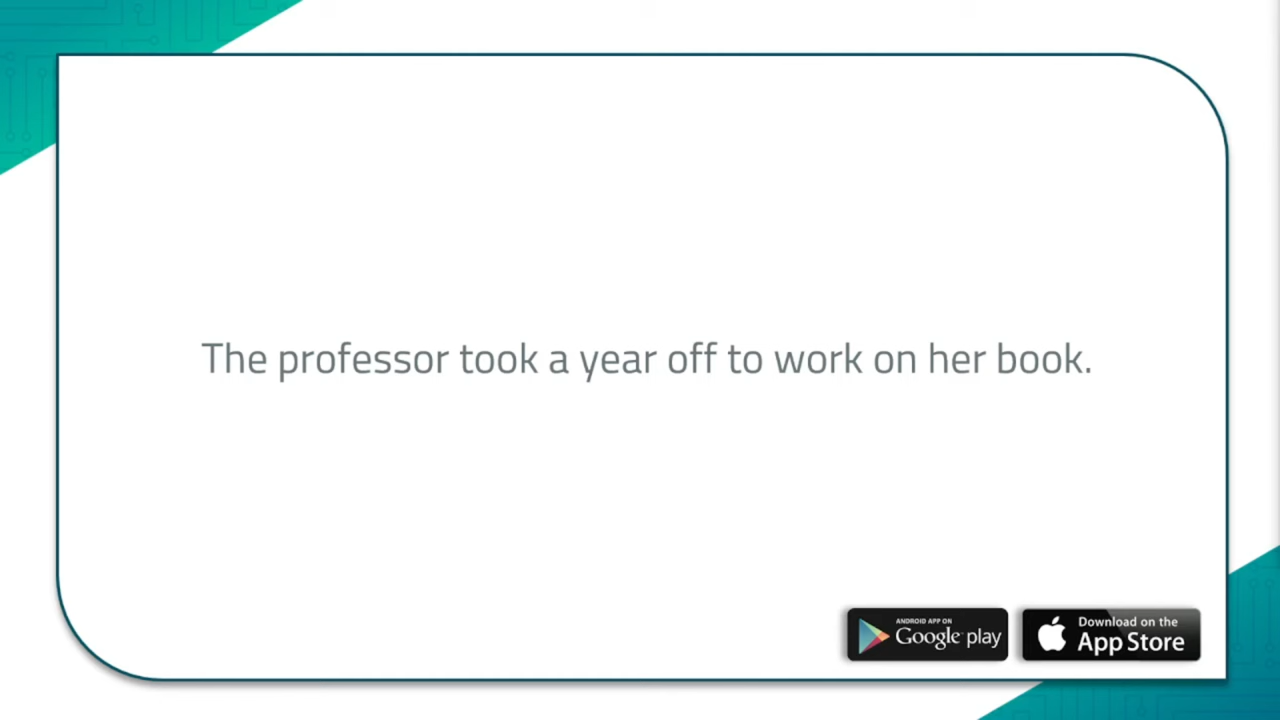 The professor took a year off to work on her book.
ANDROID APP ON
Google play
Download on the
App Store